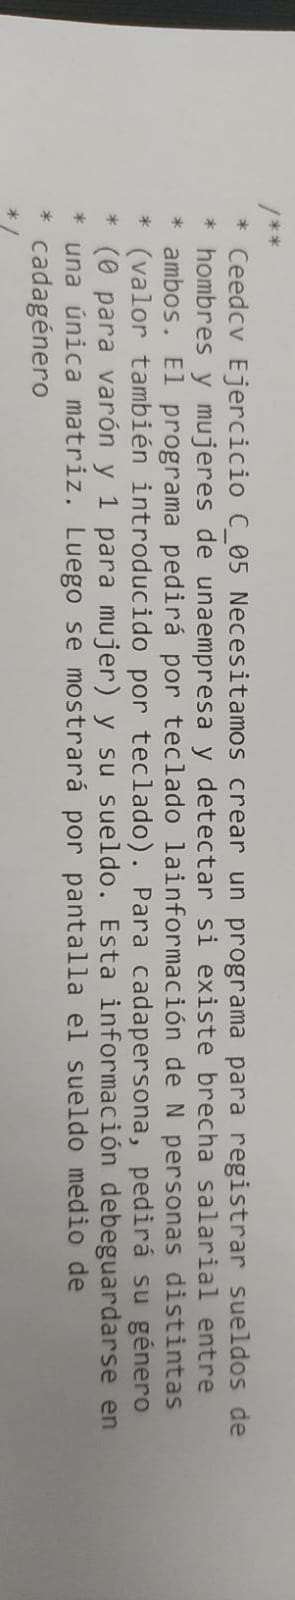 /**
* Ceedcv Ejercicio C_05 Necesitamos crear un programa para registrar sueldos de
* hombres y mujeres de unaempresa y detectar si existe brecha salarial entre
* ambos. El programa pedirá por teclado lainformación de N personas distintas
* (valor también introducido por teclado). Para cadapersona, pedirá su género
* (0 para varón y 1 para mujer) y su sueldo. Esta información debeguardarse en
* una única matriz. Luego se mostrará por pantalla el sueldo medio de
* cadagénero
*/